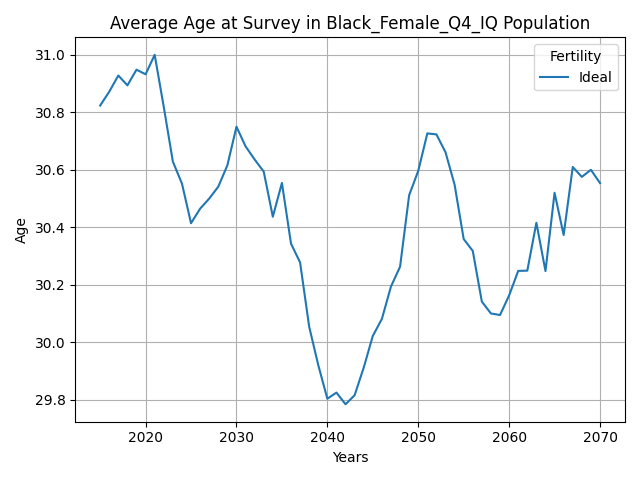 Average Age at Survey in Black_Female_Q4_IQ Population
Fertility
Ideal
31.0
30.8
30.6
30.4
30.2
30.0
29.8
Age
2020 2030 2040 2050 2060 2070
Years